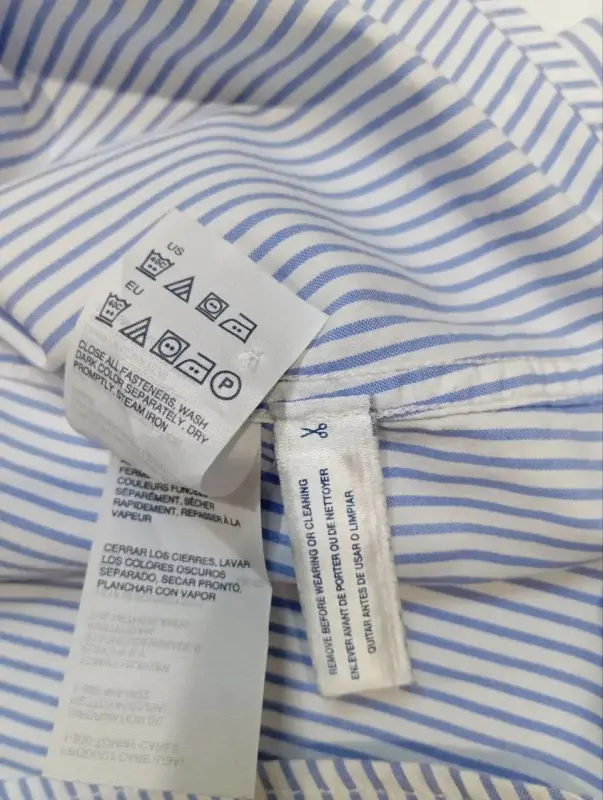 US
40C
EU
40C
P
CLOSE ALL FASTENERS, WASH
DARK COLOR SEPARATELY, DRY
PROMPTLY, STEAM IRON
COULEURS FONCÉES
SÉPARÉMENT, SÉCHER
RAPIDEMENT, REPASSER À LA
VAPEUR
CERRAR LOS CIERRES, LAVAR
LOS COLORES OSCUROS
SEPARADO, SECAR PRONTO,
PLANCHAR CON VAPOR
REMOVE BEFORE WEARING OR CLEANING
ENLEVER AVANT DE PORTER OU DE NETTOYER
QUITAR ANTES DE USAR O LIMPIAR